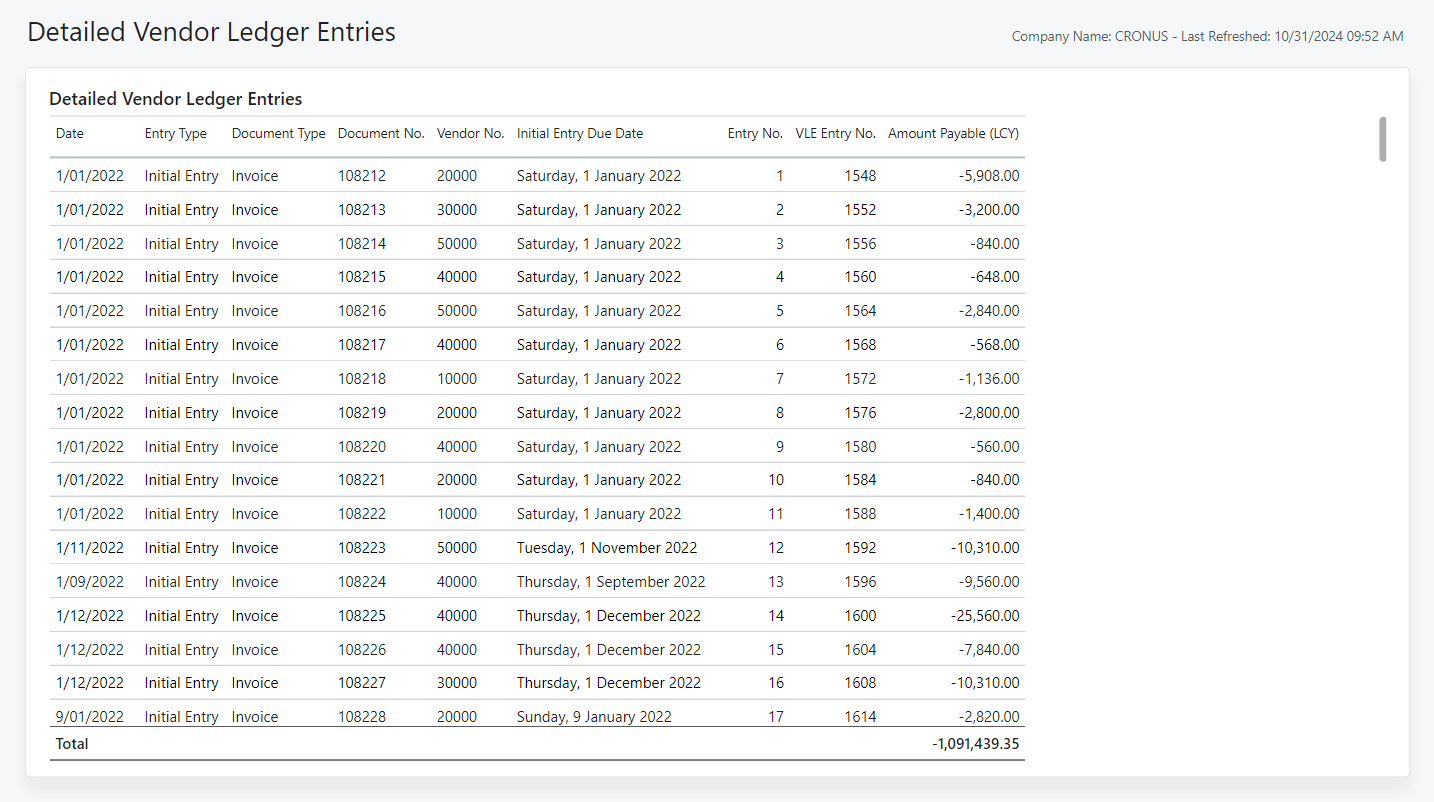 Detailed Vendor Ledger Entries
Company Name: CRONUS - Last Refreshed: 10/31/2024 09:52 AM
Detailed Vendor Ledger Entries
Date Entry Type Document Type Document No. Vendor No. Initial Entry Due Date Entry No. VLE Entry No. Amount Payable (LCY)
1/01/2022 Initial Entry Invoice 108212 20000 Saturday, 1 January 2022 1 1548 -5,908.00
1/01/2022 Initial Entry Invoice 108213 30000 Saturday, 1 January 2022 2 1552 -3,200.00
1/01/2022 Initial Entry Invoice 108214 50000 Saturday, 1 January 2022 3 1556 -840.00
1/01/2022 Initial Entry Invoice 108215 40000 Saturday, 1 January 2022 4 1560 -648.00
1/01/2022 Initial Entry Invoice 108216 50000 Saturday, 1 January 2022 5 1564 -2,840.00
1/01/2022 Initial Entry Invoice 108217 40000 Saturday, 1 January 2022 6 1568 -568.00
1/01/2022 Initial Entry Invoice 108218 10000 Saturday, 1 January 2022 7 1572 -1,136.00
1/01/2022 Initial Entry Invoice 108219 20000 Saturday, 1 January 2022 8 1576 -2,800.00
1/01/2022 Initial Entry Invoice 108220 40000 Saturday, 1 January 2022 9 1580 -560.00
1/01/2022 Initial Entry Invoice 108221 20000 Saturday, 1 January 2022 10 1584 -840.00
1/01/2022 Initial Entry Invoice 108222 10000 Saturday, 1 January 2022 11 1588 -1,400.00
1/11/2022 Initial Entry Invoice 108223 50000 Tuesday, 1 November 2022 12 1592 -10,310.00
1/09/2022 Initial Entry Invoice 108224 40000 Thursday, 1 September 2022 13 1596 -9,560.00
1/12/2022 Initial Entry Invoice 108225 40000 Thursday, 1 December 2022 14 1600 -25,560.00
1/12/2022 Initial Entry Invoice 108226 40000 Thursday, 1 December 2022 15 1604 -7,840.00
1/12/2022 Initial Entry Invoice 108227 30000 Thursday, 1 December 2022 16 1608 -10,310.00
9/01/2022 Initial Entry Invoice 108228 20000 Sunday, 9 January 2022 17 1614 -2,820.00
Total -1,091,439.35